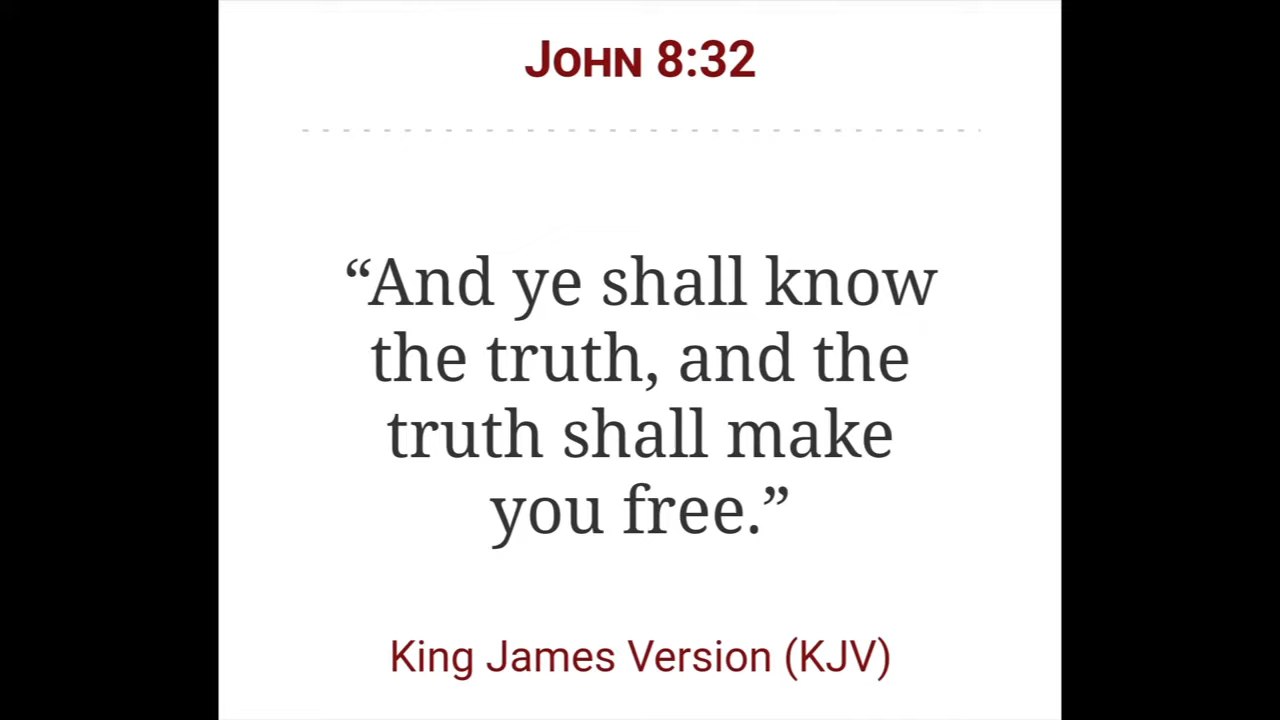 John 8:32
“And ye shall know
the truth, and the
truth shall make
you free.”
King James Version (KJV)